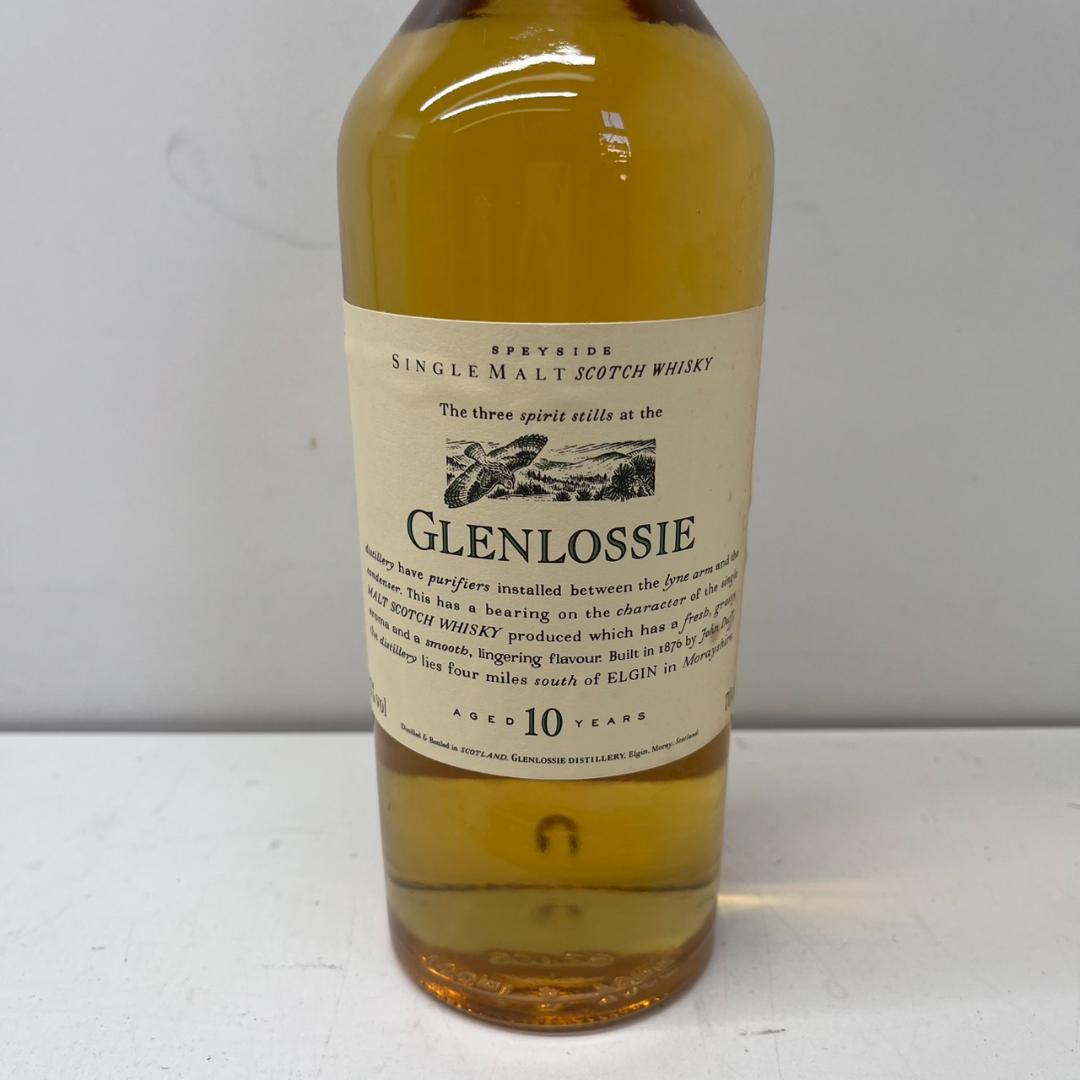 SPEYSIDE
SINGLE MALT SCOTCH WHISKY
The three spirit stills at the
GLENLOSSIE
distillery have purifiers installed between the lyne arm and the
condenser. This has a bearing on the character of the single
MALT SCOTCH WHISKY produced which has a fresh, grassy
aroma and a smooth, lingering flavour. Built in 1876 by John Duff,
the distillery lies four miles south of ELGIN in Morayshire
%vol
AGED 10 YEARS
Distilled & Bottled in SCOTLAND. GLENLOSSIE DISTILLERY, Elgin, Moray, Scotland.